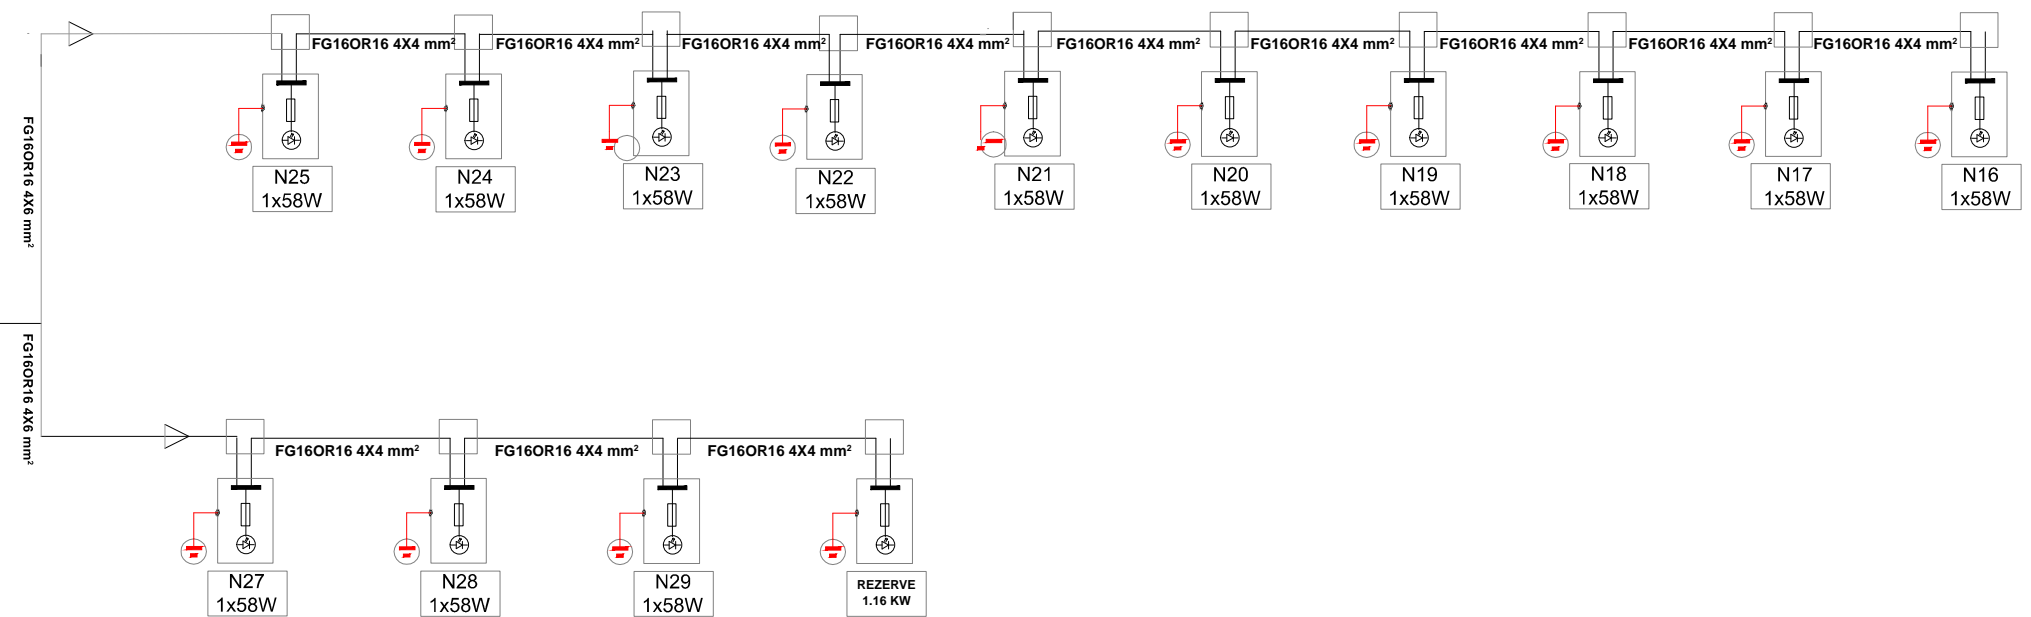 FG16OR16 4X4 mm² FG16OR16 4X4 mm² FG16OR16 4X4 mm² FG16OR16 4X4 mm² FG16OR16 4X4 mm² FG16OR16 4X4 mm² FG16OR16 4X4 mm² FG16OR16 4X4 mm² FG16OR16 4X4 mm²
FG16OR16 4X6 mm²
N25
1x58W
N24
1x58W
N23
1x58W
N22
1x58W
N21
1x58W
N20
1x58W
N19
1x58W
N18
1x58W
N17
1x58W
N16
1x58W
FG16OR16 4X6 mm²
FG16OR16 4X4 mm² FG16OR16 4X4 mm² FG16OR16 4X4 mm²
N27
1x58W
N28
1x58W
N29
1x58W
REZERVE
1.16 KW